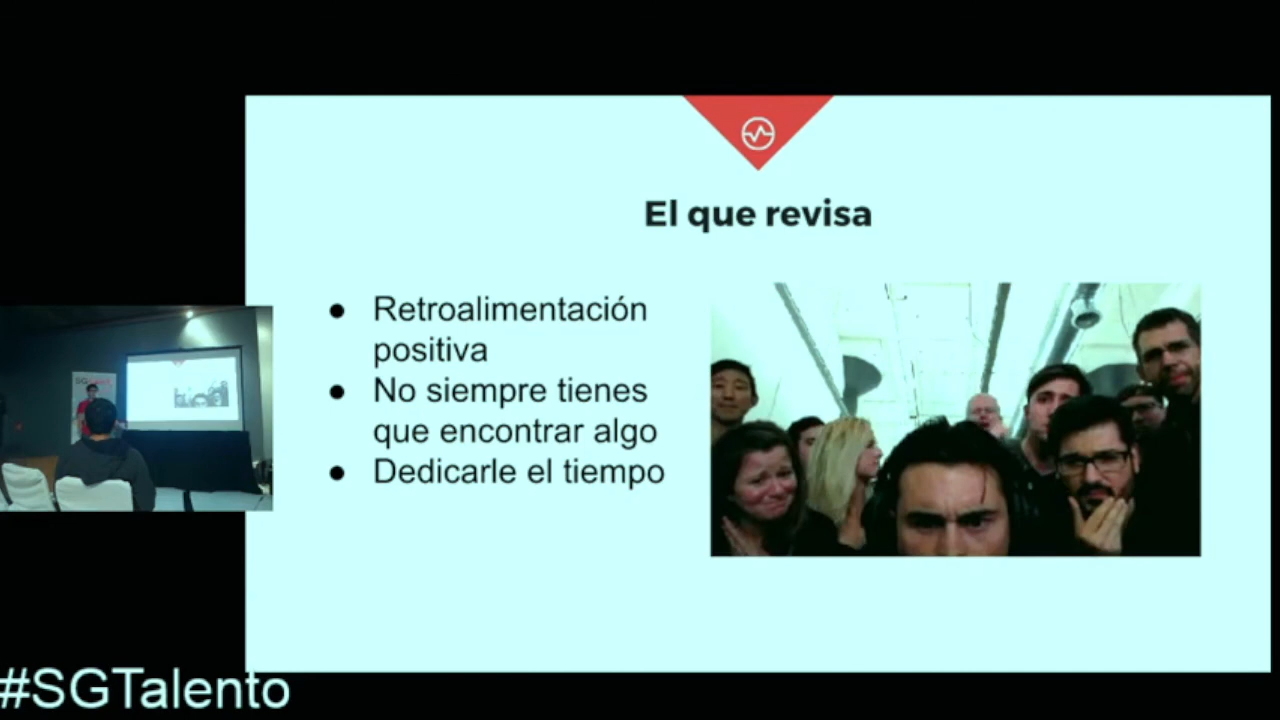 El que revisa
● Retroalimentación
positiva
● No siempre tienes
que encontrar algo
● Dedicarle el tiempo
#SGTalento